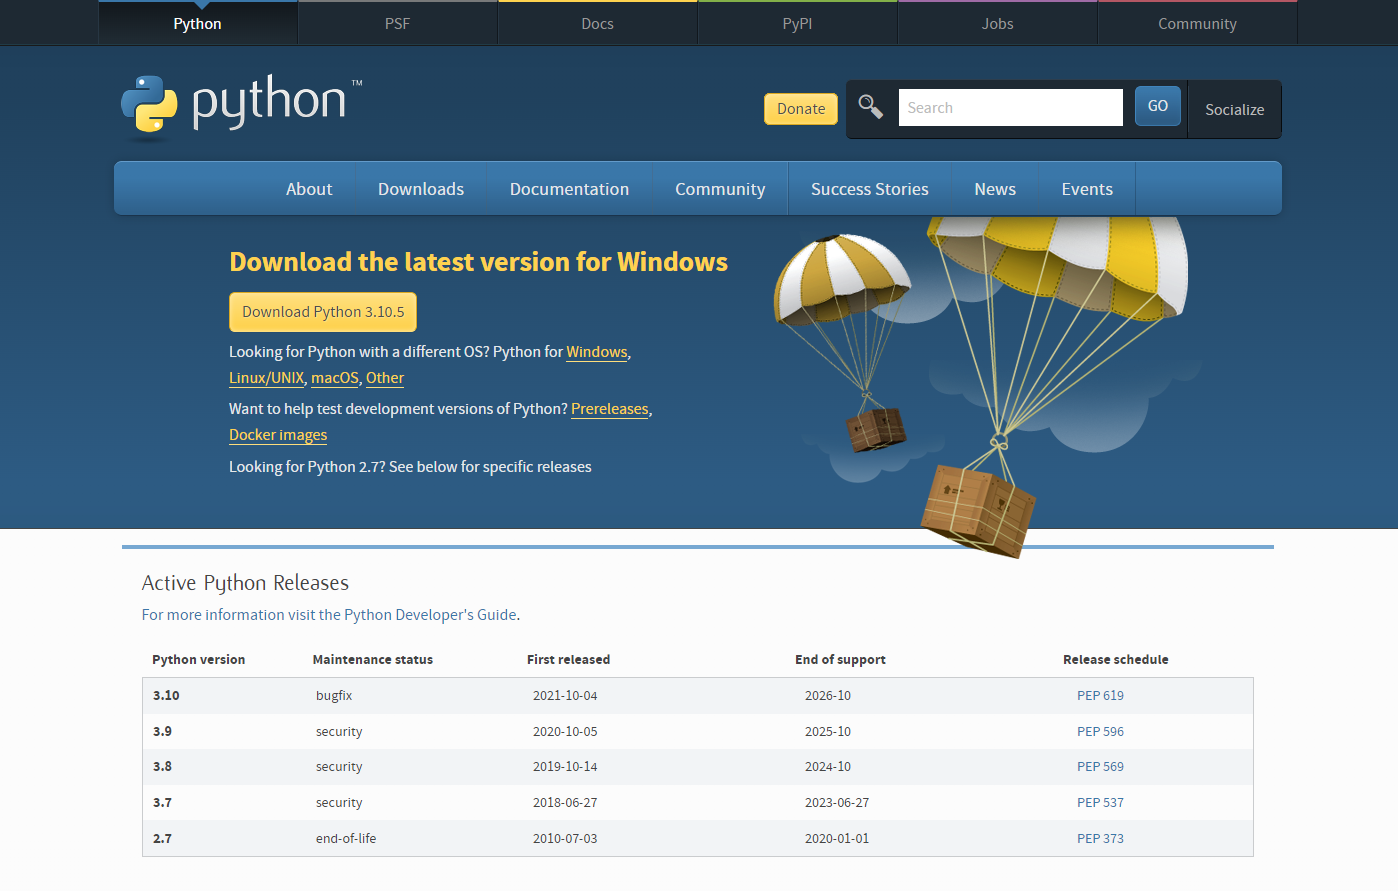 Python PSF Docs PyPI Jobs Community
python™
Donate Search GO Socialize
About Downloads Documentation Community Success Stories News Events
Download the latest version for Windows
Download Python 3.10.5
Looking for Python with a different OS? Python for Windows,
Linux/UNIX, macOS, Other
Want to help test development versions of Python? Prereleases,
Docker images
Looking for Python 2.7? See below for specific releases
Active Python Releases
For more information visit the Python Developer's Guide.
Python version Maintenance status First released End of support Release schedule
3.10 bugfix 2021-10-04 2026-10 PEP 619
3.9 security 2020-10-05 2025-10 PEP 596
3.8 security 2019-10-14 2024-10 PEP 569
3.7 security 2018-06-27 2023-06-27 PEP 537
2.7 end-of-life 2010-07-03 2020-01-01 PEP 373